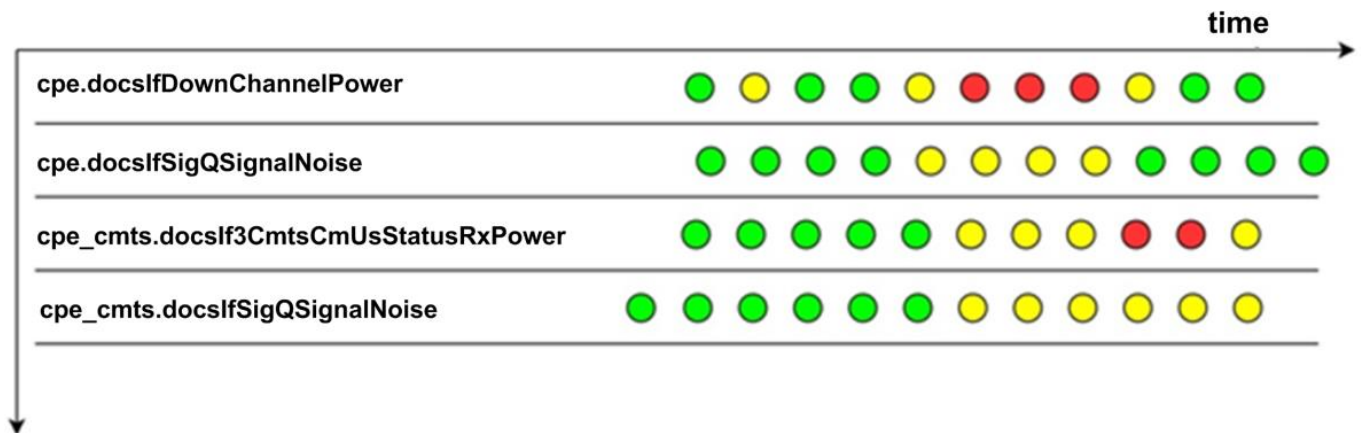 time
cpe.docsIfDownChannelPower
cpe.docsIfSigQSignalNoise
cpe_cmts.docsIf3CmtsCmUsStatusRxPower
cpe_cmts.docsIfSigQSignalNoise